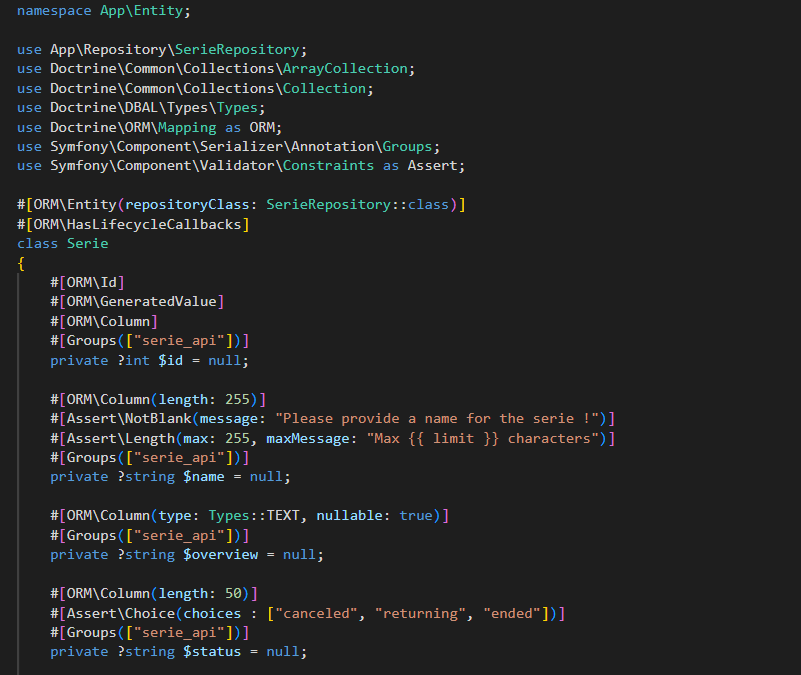 namespace App\Entity;
use App\Repository\SerieRepository;
use Doctrine\Common\Collections\ArrayCollection;
use Doctrine\Common\Collections\Collection;
use Doctrine\DBAL\Types\Types;
use Doctrine\ORM\Mapping as ORM;
use Symfony\Component\Serializer\Annotation\Groups;
use Symfony\Component\Validator\Constraints as Assert;
#[ORM\Entity(repositoryClass: SerieRepository::class)]
#[ORM\HasLifecycleCallbacks]
class Serie
{
#[ORM\Id]
#[ORM\GeneratedValue]
#[ORM\Column]
#[Groups(["serie_api"])]
private ?int $id = null;
#[ORM\Column(length: 255)]
#[Assert\NotBlank(message: "Please provide a name for the serie !")]
#[Assert\Length(max: 255, maxMessage: "Max {{ limit }} characters")]
#[Groups(["serie_api"])]
private ?string $name = null;
#[ORM\Column(type: Types::TEXT, nullable: true)]
#[Groups(["serie_api"])]
private ?string $overview = null;
#[ORM\Column(length: 50)]
#[Assert\Choice(choices : ["canceled", "returning", "ended"])]
#[Groups(["serie_api"])]
private ?string $status = null;